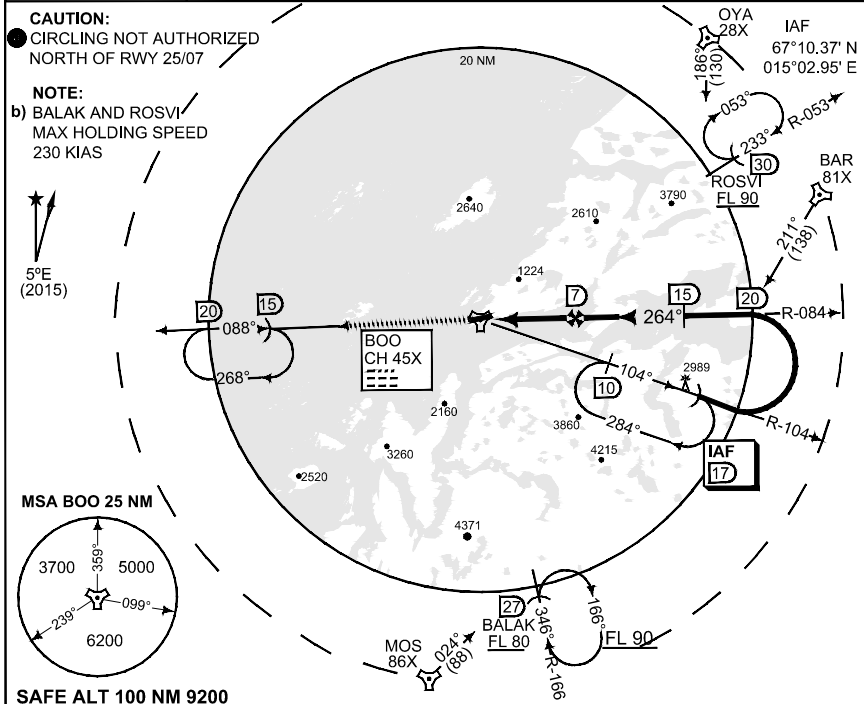 CAUTION:
CIRCLING NOT AUTHORIZED
NORTH OF RWY 25/07
NOTE:
b) BALAK AND ROSVI
MAX HOLDING SPEED
230 KIAS
5°E
(2015)
20 NM
OYA
28X
IAF
67°10.37' N
015°02.95' E
186°
(130)
053°
233°
R-053
30
ROSVI
FL 90
BAR
81X
211°
(138)
2640
2610
3790
1224
20
15
088°
268°
7
15
20
264°
R-084
BOO
CH 45X
10
104°
2989
284°
R-104
IAF
17
2160
3860
3260
4215
2520
4371
MSA BOO 25 NM
3700
359°
5000
239°
099°
6200
SAFE ALT 100 NM 9200
MOS
86X
024°
(88)
27
BALAK
FL 80
346°
166°
R-166
FL 90